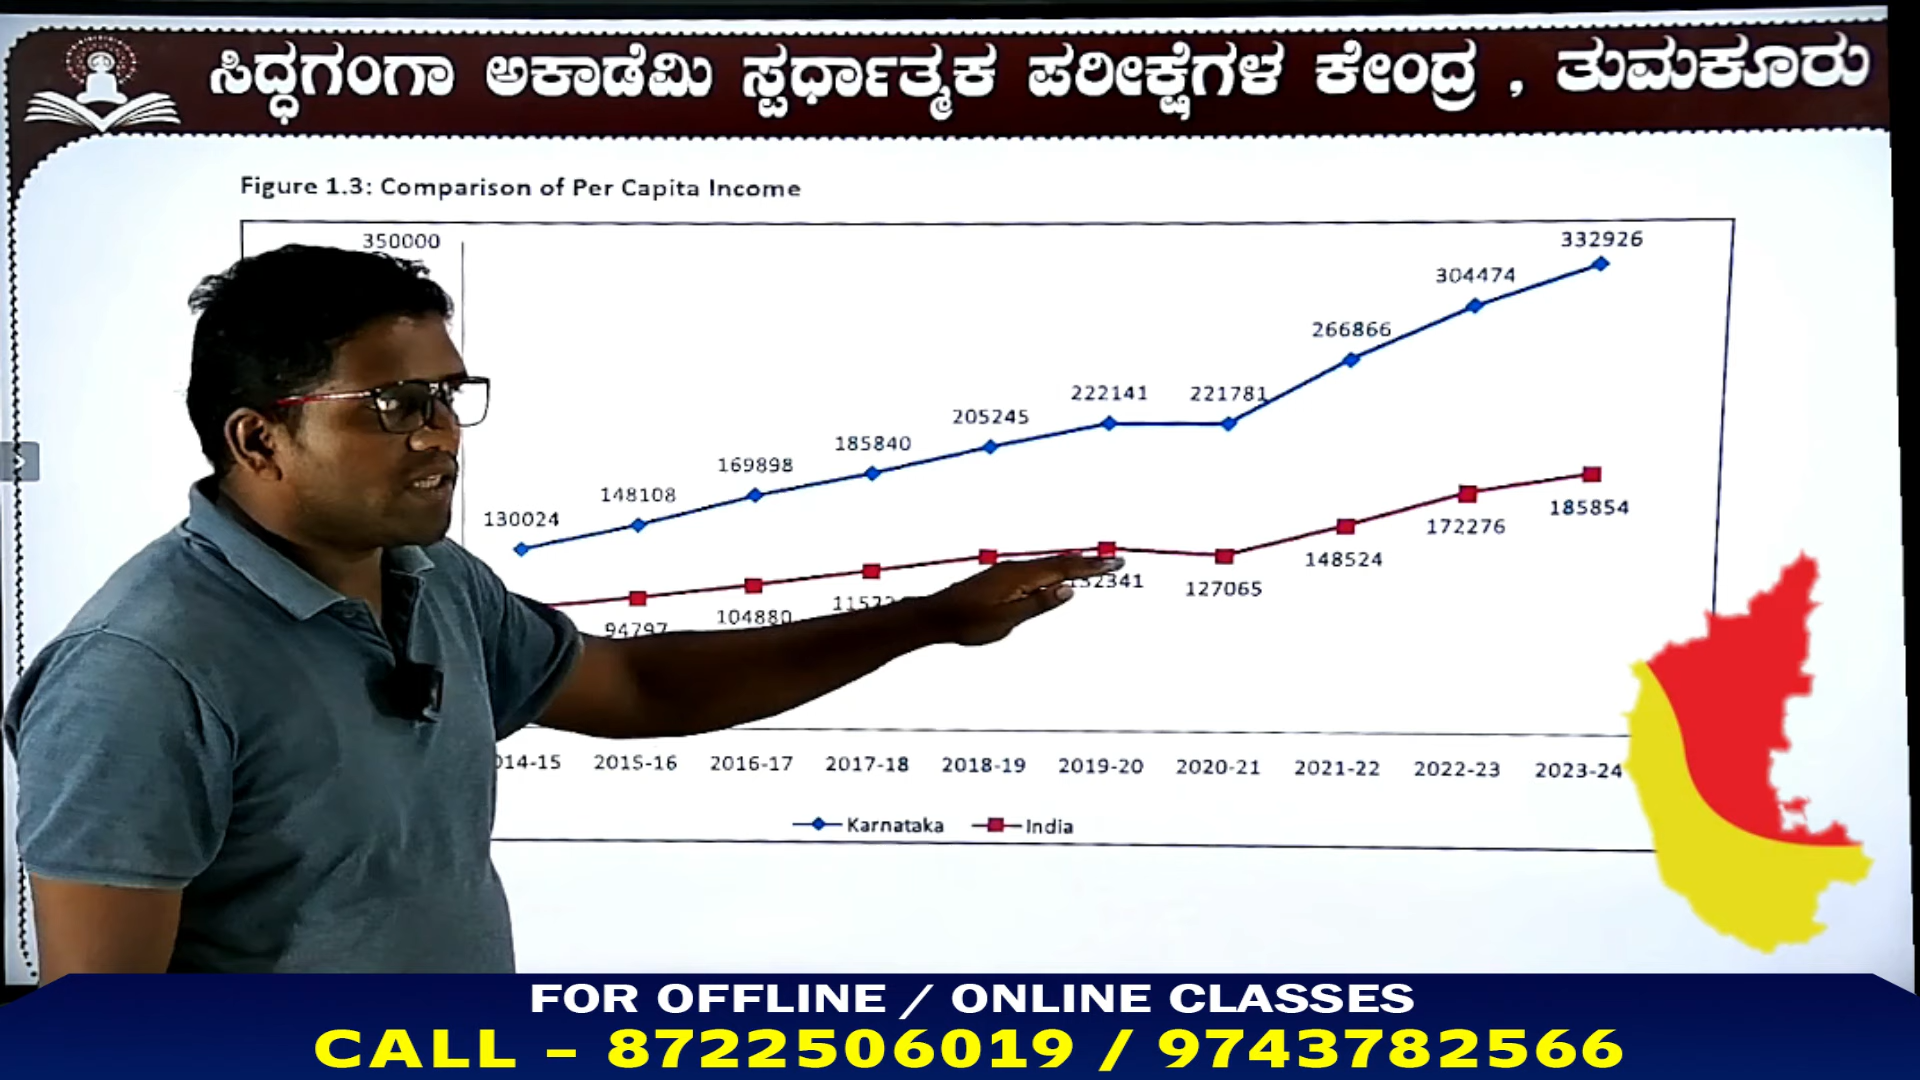 ಸಿದ್ಧಗಂಗಾ ಅಕಾಡೆಮಿ ಸ್ಪರ್ಧಾತ್ಮಕ ಪರೀಕ್ಷೆಗಳ ಕೇಂದ್ರ , ತುಮಕೂರು
Figure 1.3: Comparison of Per Capita Income
350000
332926
304474
266866
222141 221781
205245
185840
169898
148108
130024
185854
172276
148524
127065
104880
94797
2015-16 2016-17 2017-18 2018-19 2019-20 2020-21 2021-22 2022-23 2023-24
Karnataka India
FOR OFFLINE / ONLINE CLASSES
CALL – 8722506019 / 9743782566